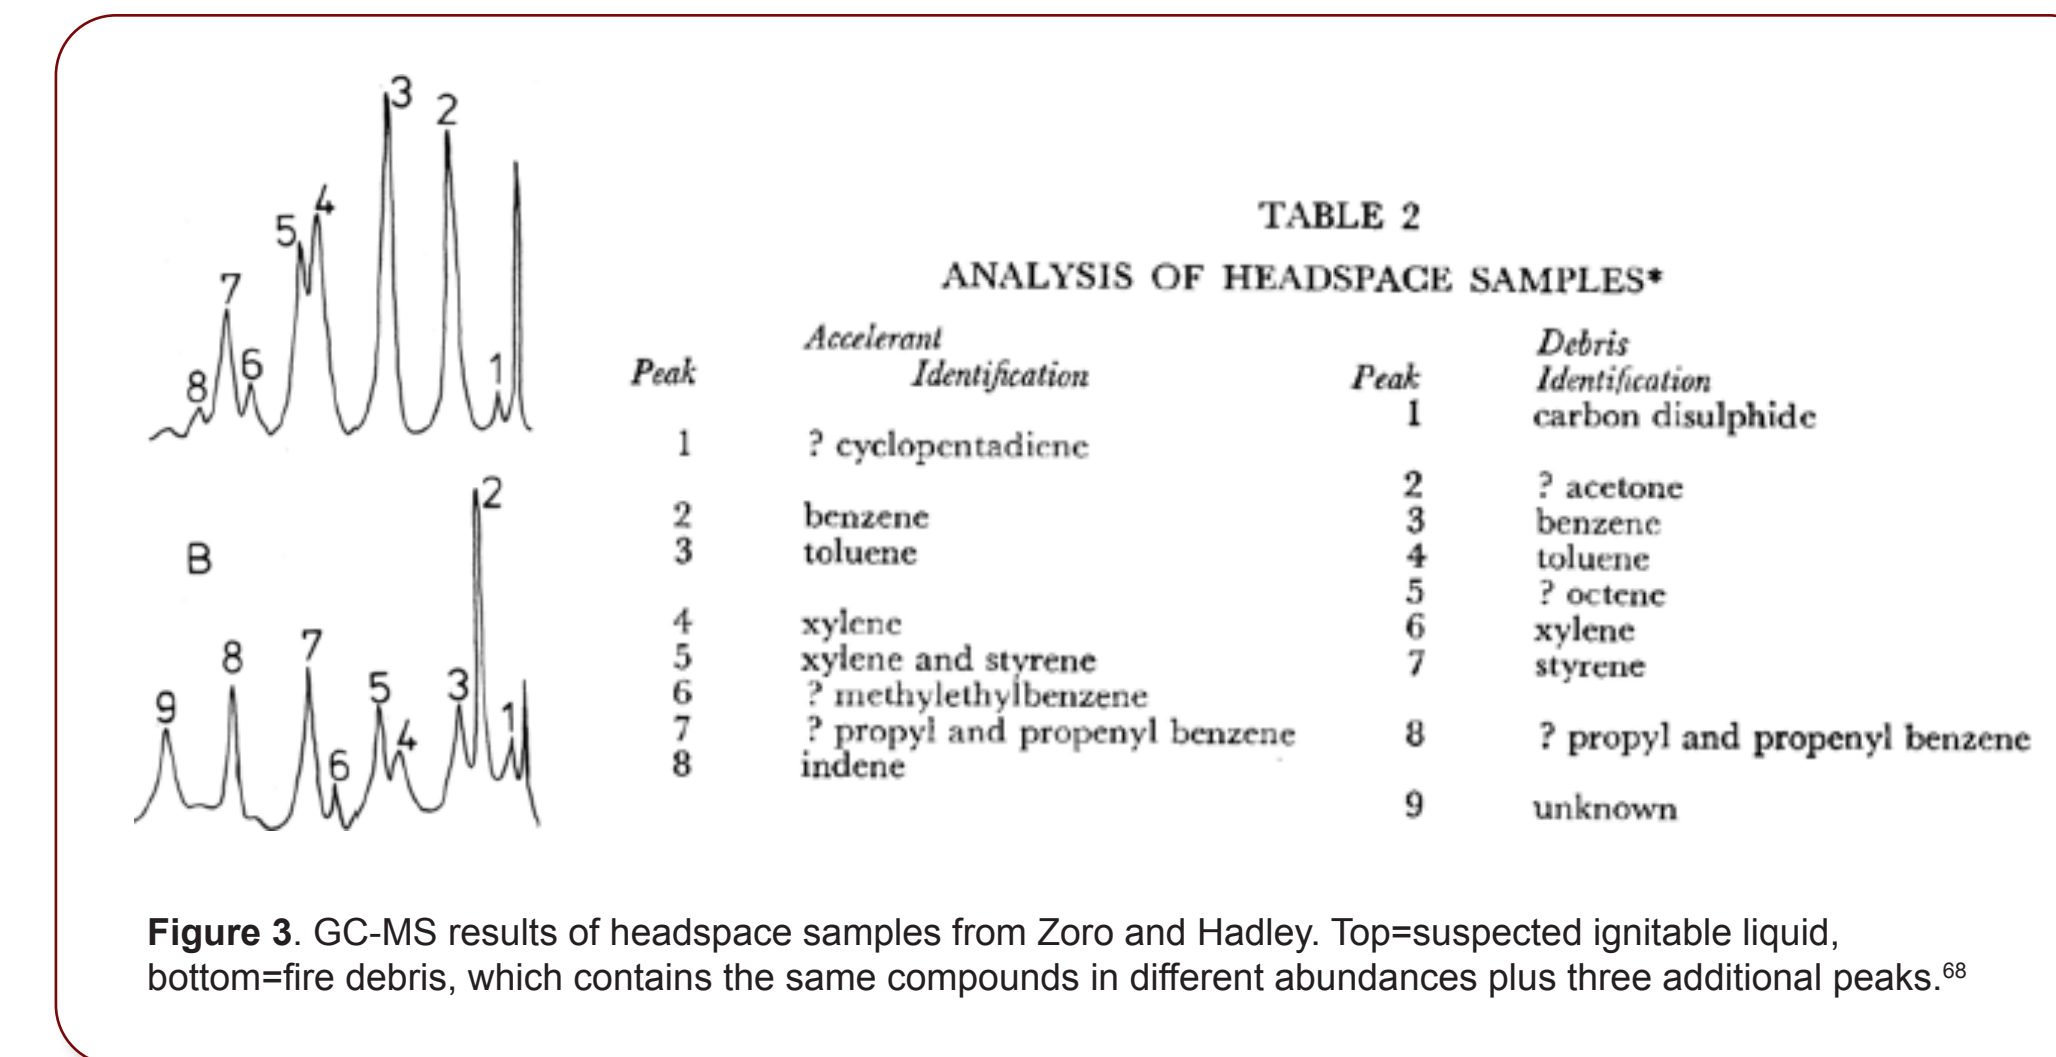 3
2
4
5
7
6
1
8
2
B
7
8
5
3
9
1
4
6
TABLE 2
ANALYSIS OF HEADSPACE SAMPLES*
Accelerant
Peak Identification
1 ? cyclopentadiene
2 benzene
3 toluene
4 xylene
5 xylene and styrene
6 ? methylethylbenzene
7 ? propyl and propenyl benzene
8 indene
Debris
Peak Identification
1 carbon disulphide
2 ? acetone
3 benzene
4 toluene
5 ? octene
6 xylene
7 styrene
8 ? propyl and propenyl benzene
9 unknown
Figure 3. GC-MS results of headspace samples from Zoro and Hadley. Top=suspected ignitable liquid,
bottom=fire debris, which contains the same compounds in different abundances plus three additional peaks.68